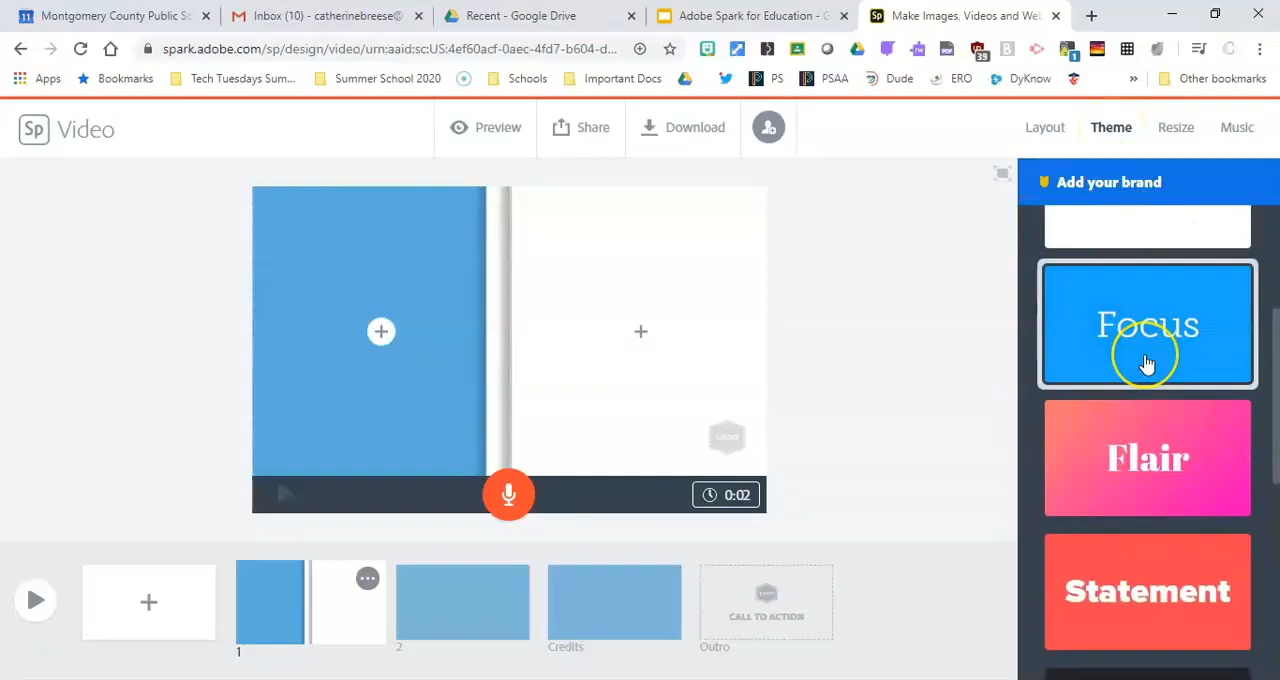 Montgomery County Public Sc
Inbox (10) - catherinebreese@
Recent - Google Drive
Adobe Spark for Education - G
Make Images, Videos and Wel
spark.adobe.com/sp/design/video/urn:aaid:sc:US:4ef60acf-0aec-4fd7-b604-d...
39
1
Apps
Bookmarks
Tech Tuesdays Sum...
Summer School 2020
Schools
Important Docs
PS
PSAA
Dude
ERO
DyKnow
»
Other bookmarks
Sp Video
Preview
Share
Download
Layout
Theme
Resize
Music
Add your brand
Focus
Flair
Statement
0:02
CALL TO ACTION
1
2
Credits
Outro